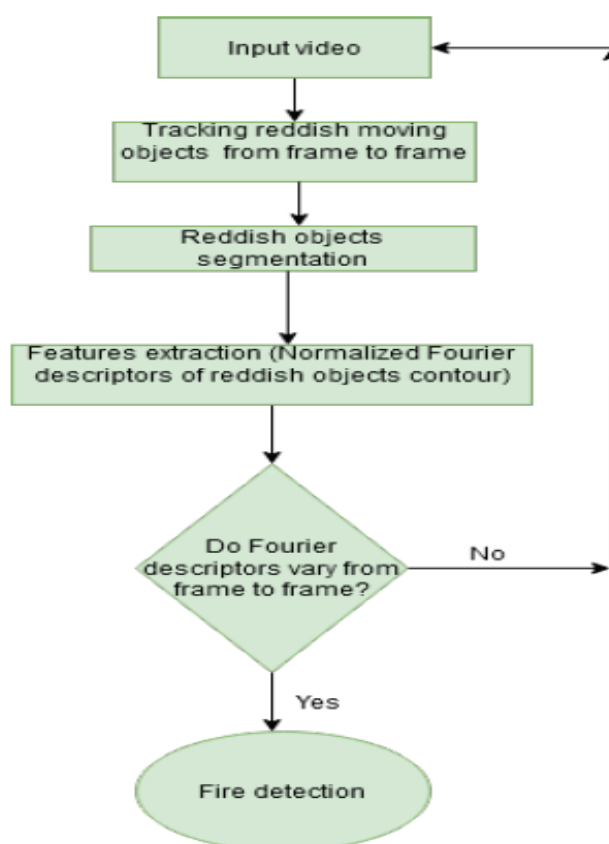 Input video
Tracking reddish moving
objects from frame to frame
Reddish objects
segmentation
Features extraction (Normalized Fourier
descriptors of reddish objects contour)
Do Fourier
descriptors vary from
frame to frame?
No
Yes
Fire detection